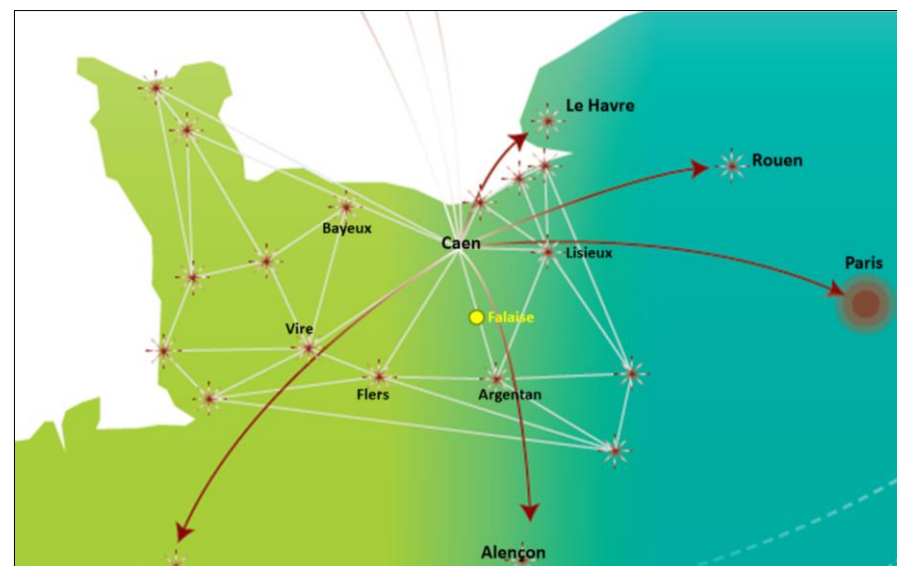 Le Havre
Rouen
Bayeux
Caen
Lisieux
Paris
Falaise
Vire
Flers
Argentan
Alençon